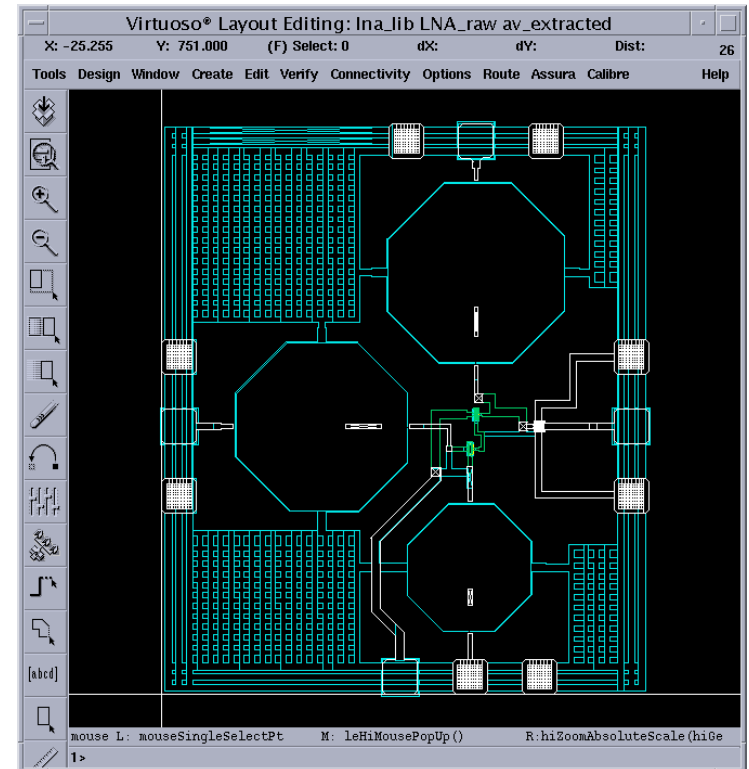 Virtuoso® Layout Editing: lna_lib LNA_raw av_extracted
X: -25.255 Y: 751.000 (F) Select: 0 dX: dY: Dist: 26
Tools Design Window Create Edit Verify Connectivity Options Route Assura Calibre Help
[abcd]
mouse L: mouseSingleSelectPt M: leHiMousePopUp() R:hiZoomAbsoluteScale(hiGe
1>